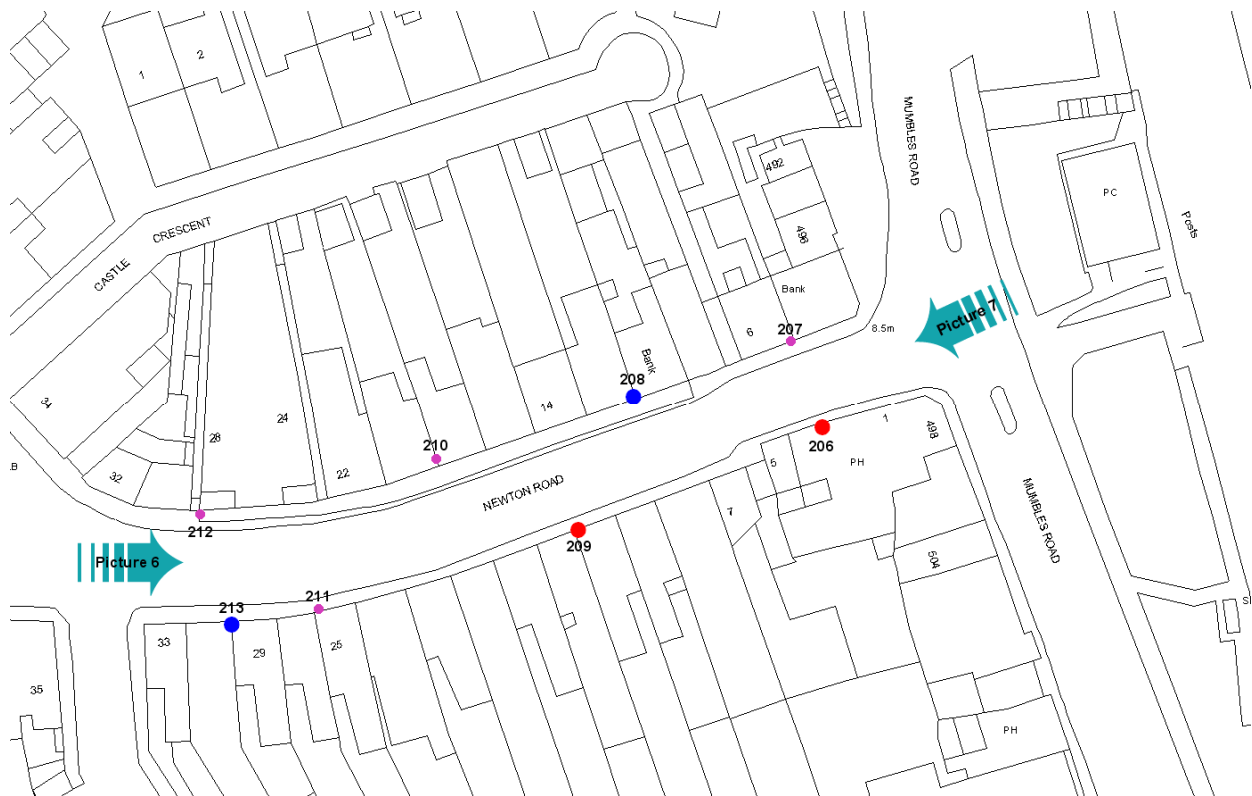 1
2
MUMBLES ROAD
PC
Posts
492
496
CRESCENT
CASTLE
Bank
Picture 7
8.5m
6
207
Bank
208
34
24
14
28
22
210
1
498
206
PH
5
32
NEWTON ROAD
7
212
209
MUMBLES ROAD
Picture 6
504
213
211
33
29
25
35
PH